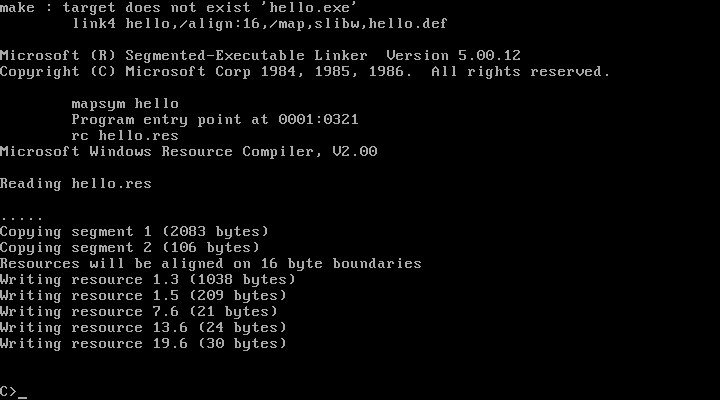 make : target does not exist 'hello.exe'
        link4 hello,/align:16,/map,slibw,hello.def
Microsoft (R) Segmented-Executable Linker  Version 5.00.12
Copyright (C) Microsoft Corp 1984, 1985, 1986.  All rights reserved.
        mapsym hello
        Program entry point at 0001:0321
        rc hello.res
Microsoft Windows Resource Compiler, V2.00
Reading hello.res
.....
Copying segment 1 (2083 bytes)
Copying segment 2 (106 bytes)
Resources will be aligned on 16 byte boundaries
Writing resource 1.3 (1038 bytes)
Writing resource 1.5 (209 bytes)
Writing resource 7.6 (21 bytes)
Writing resource 13.6 (24 bytes)
Writing resource 19.6 (30 bytes)
C>_